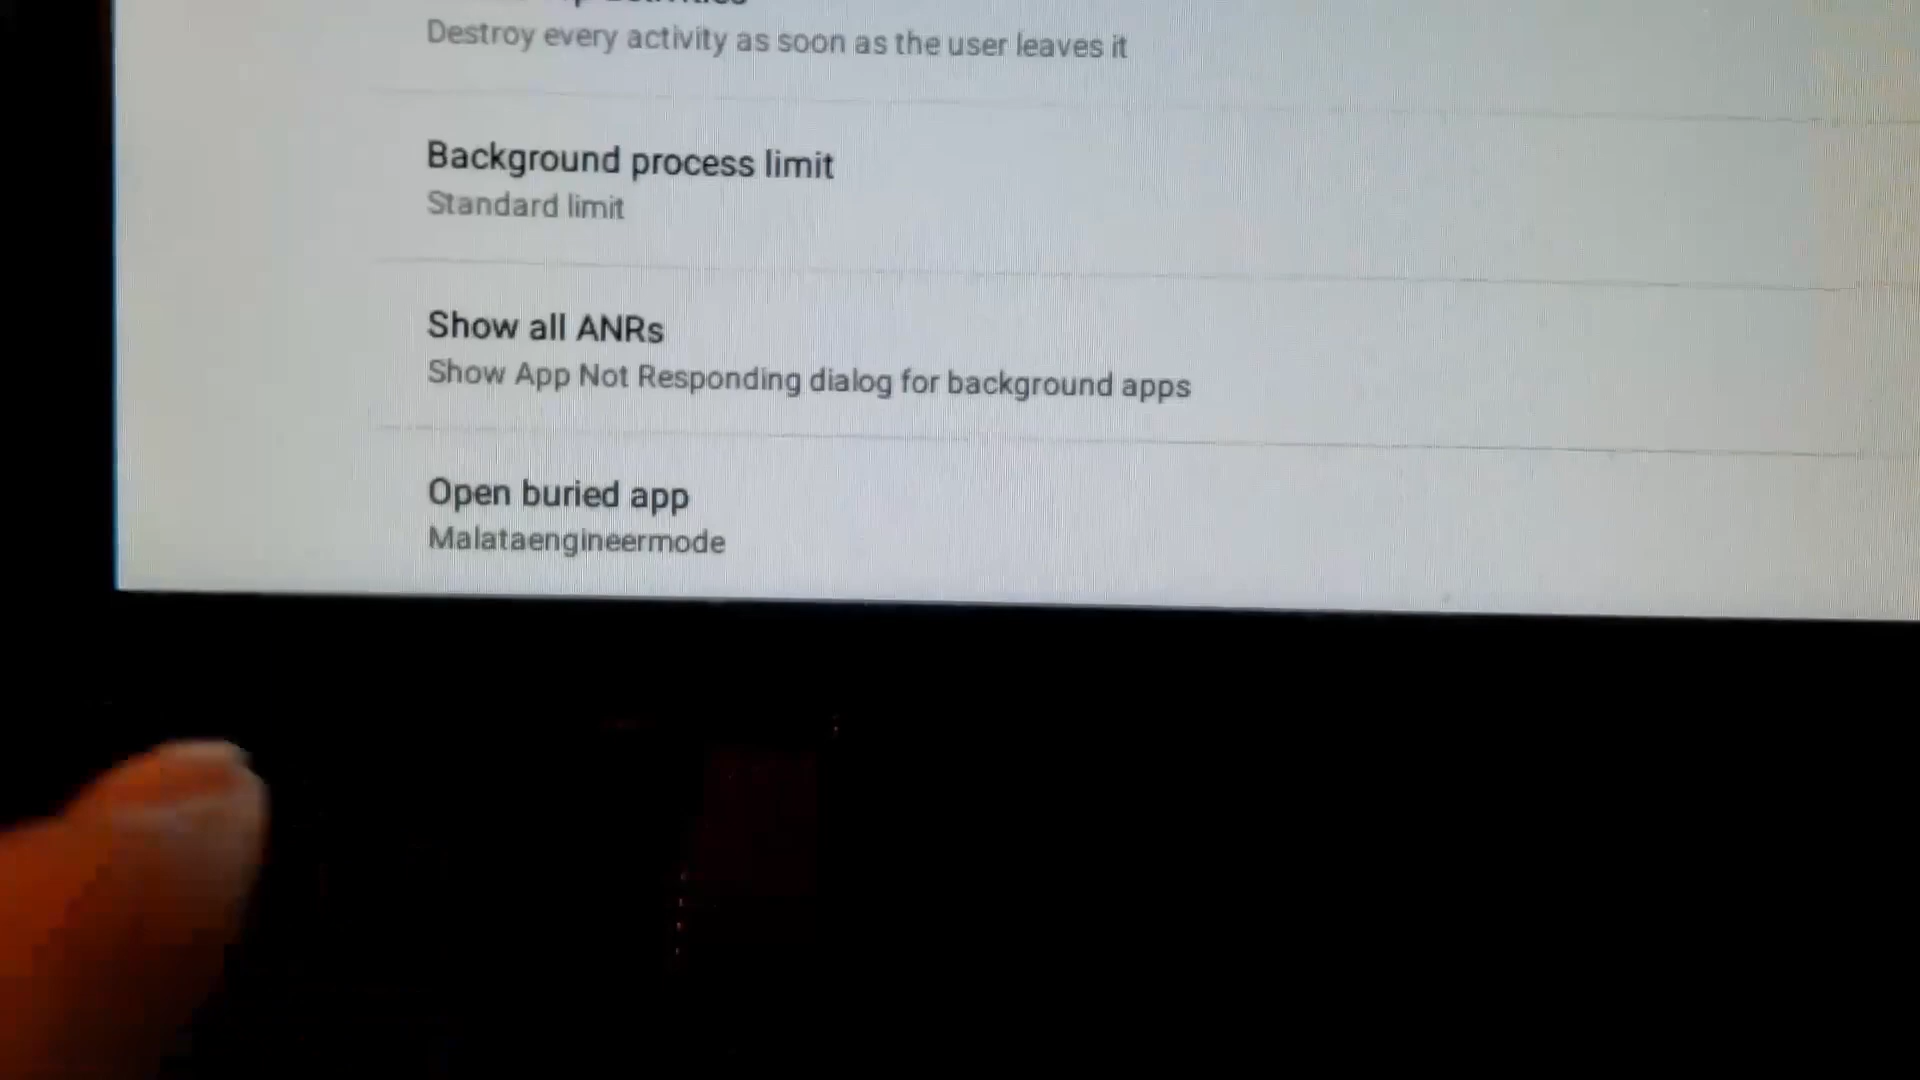 Destroy every activity as soon as the user leaves it
Background process limit
Standard limit
Show all ANRs
Show App Not Responding dialog for background apps
Open buried app
Malataengineermode